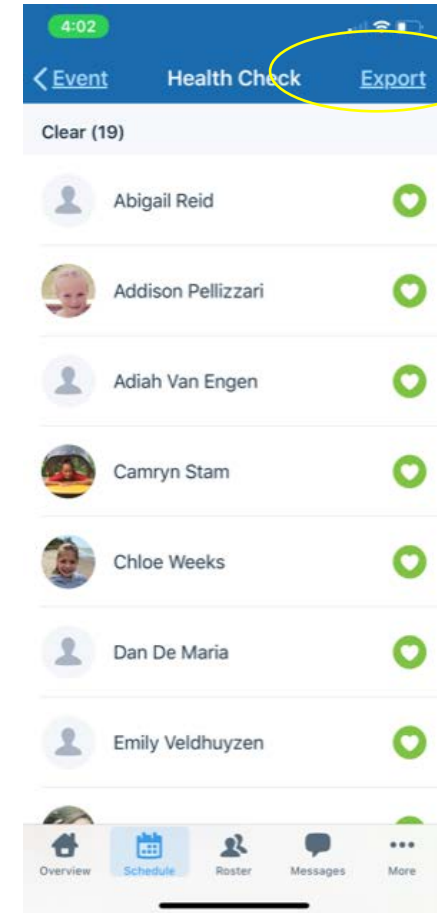 4:02
Event Health Check Export
Clear (19)
Abigail Reid
Addison Pellizzari
Adiah Van Engen
Camryn Stam
Chloe Weeks
Dan De Maria
Emily Veldhuyzen
Overview Schedule Roster Messages More